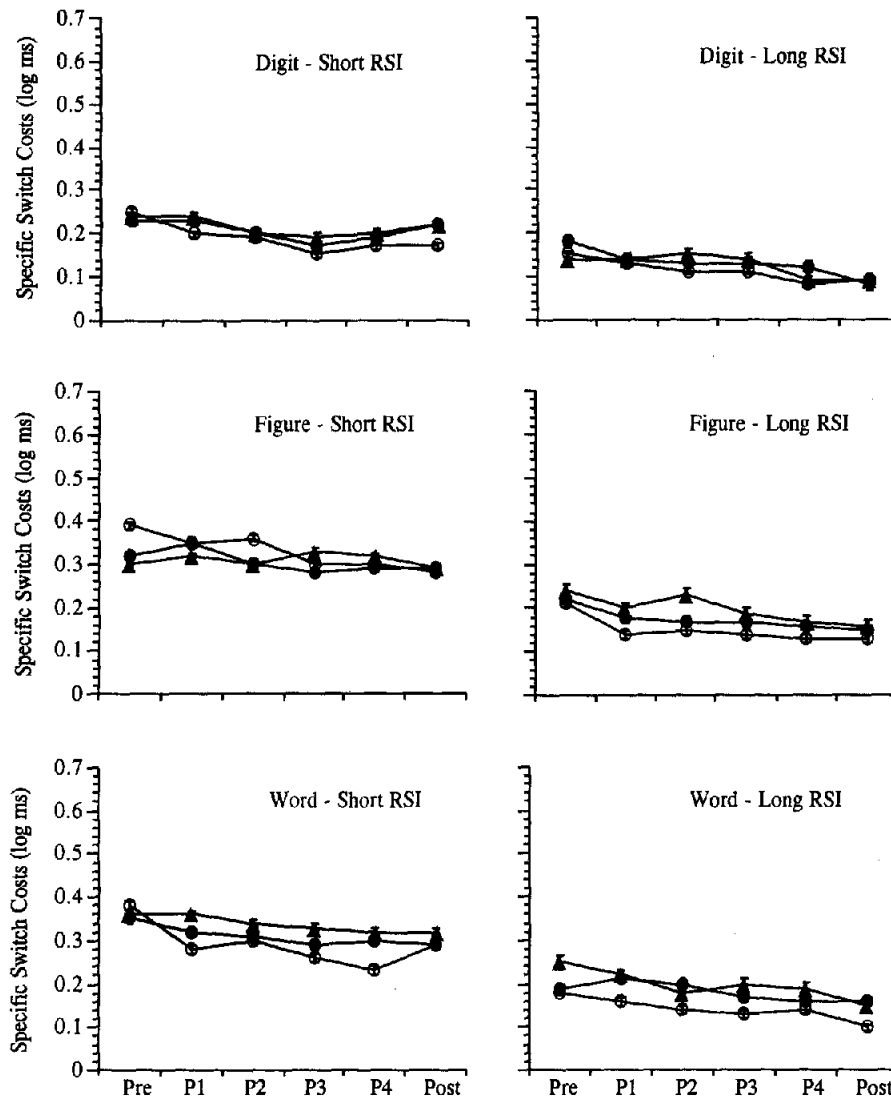 Specific Switch Costs (log ms)
0.7
0.6
0.5
0.4
0.3
0.2
0.1
0
Digit - Short RSI
Digit - Long RSI
Specific Switch Costs (log ms)
0.7
0.6
0.5
0.4
0.3
0.2
0.1
0
Figure - Short RSI
Figure - Long RSI
Specific Switch Costs (log ms)
0.7
0.6
0.5
0.4
0.3
0.2
0.1
0
Word - Short RSI
Word - Long RSI
Pre P1 P2 P3 P4 Post
Pre P1 P2 P3 P4 Post